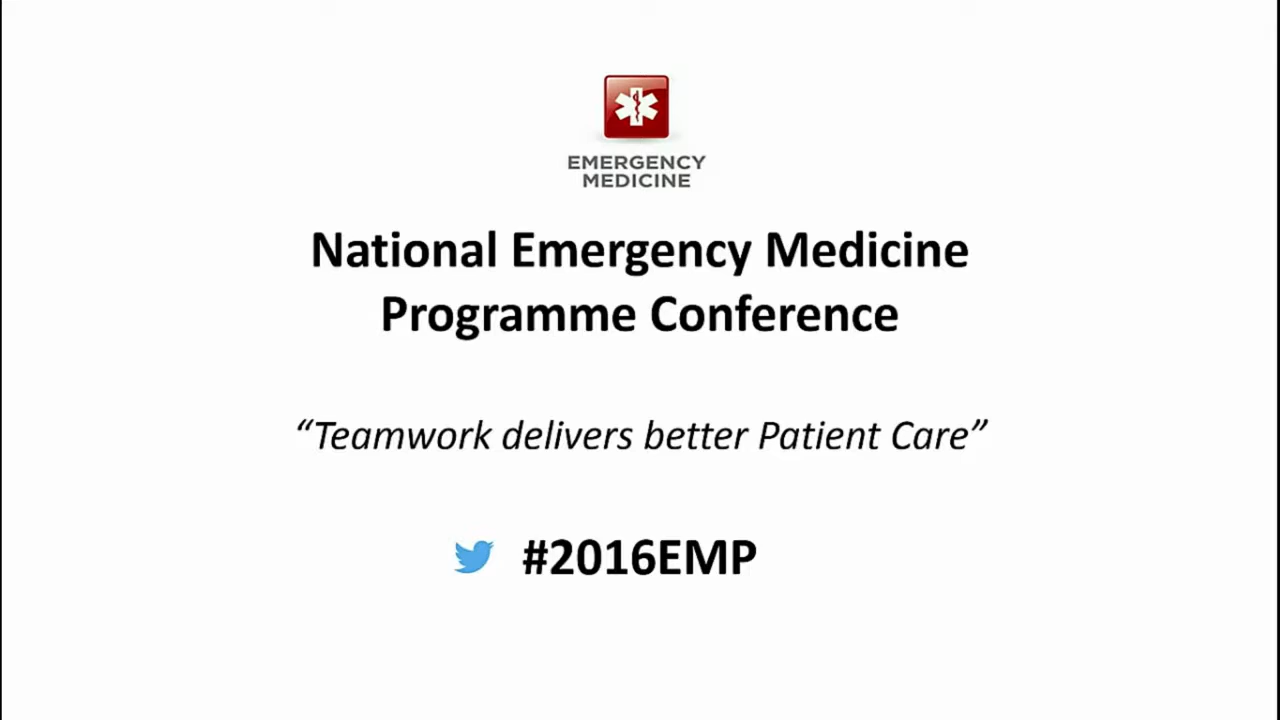 EMERGENCY
MEDICINE
National Emergency Medicine
Programme Conference
“Teamwork delivers better Patient Care”
#2016EMP